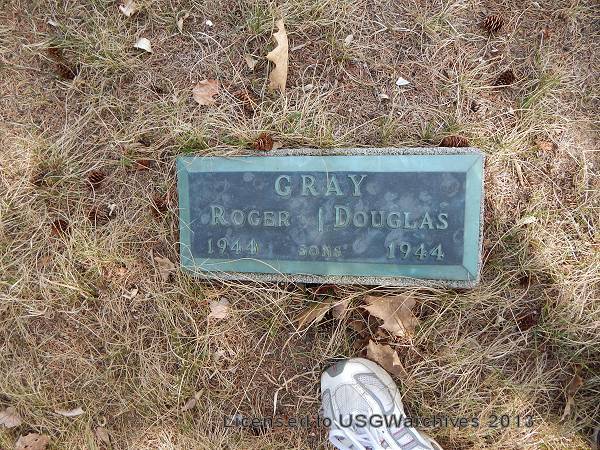 GRAY
ROGER | DOUGLAS
1944 SONS 1944
Licensed to USGWarchives 2013